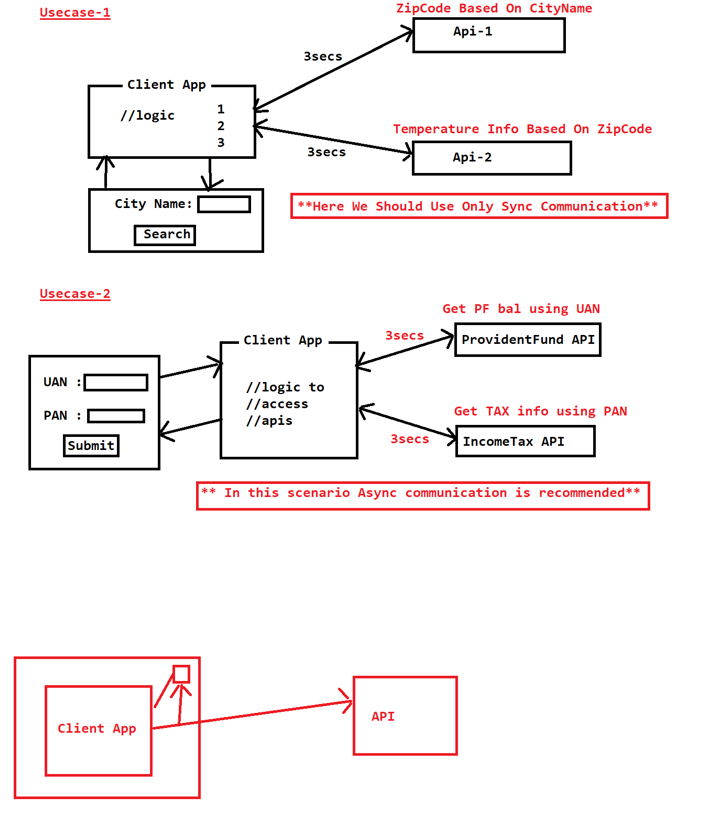 Usecase-1
ZipCode Based On CityName
Api-1
3secs
Client App
//logic
1
2
3
Temperature Info Based On ZipCode
3secs
Api-2
City Name:
Search
**Here We Should Use Only Sync Communication**
Usecase-2
Get PF bal using UAN
3secs
ProvidentFund API
Client App
UAN :
//logic to
//access
//apis
PAN :
Submit
Get TAX info using PAN
3secs
IncomeTax API
** In this scenario Async communication is recommended**
Client App
API